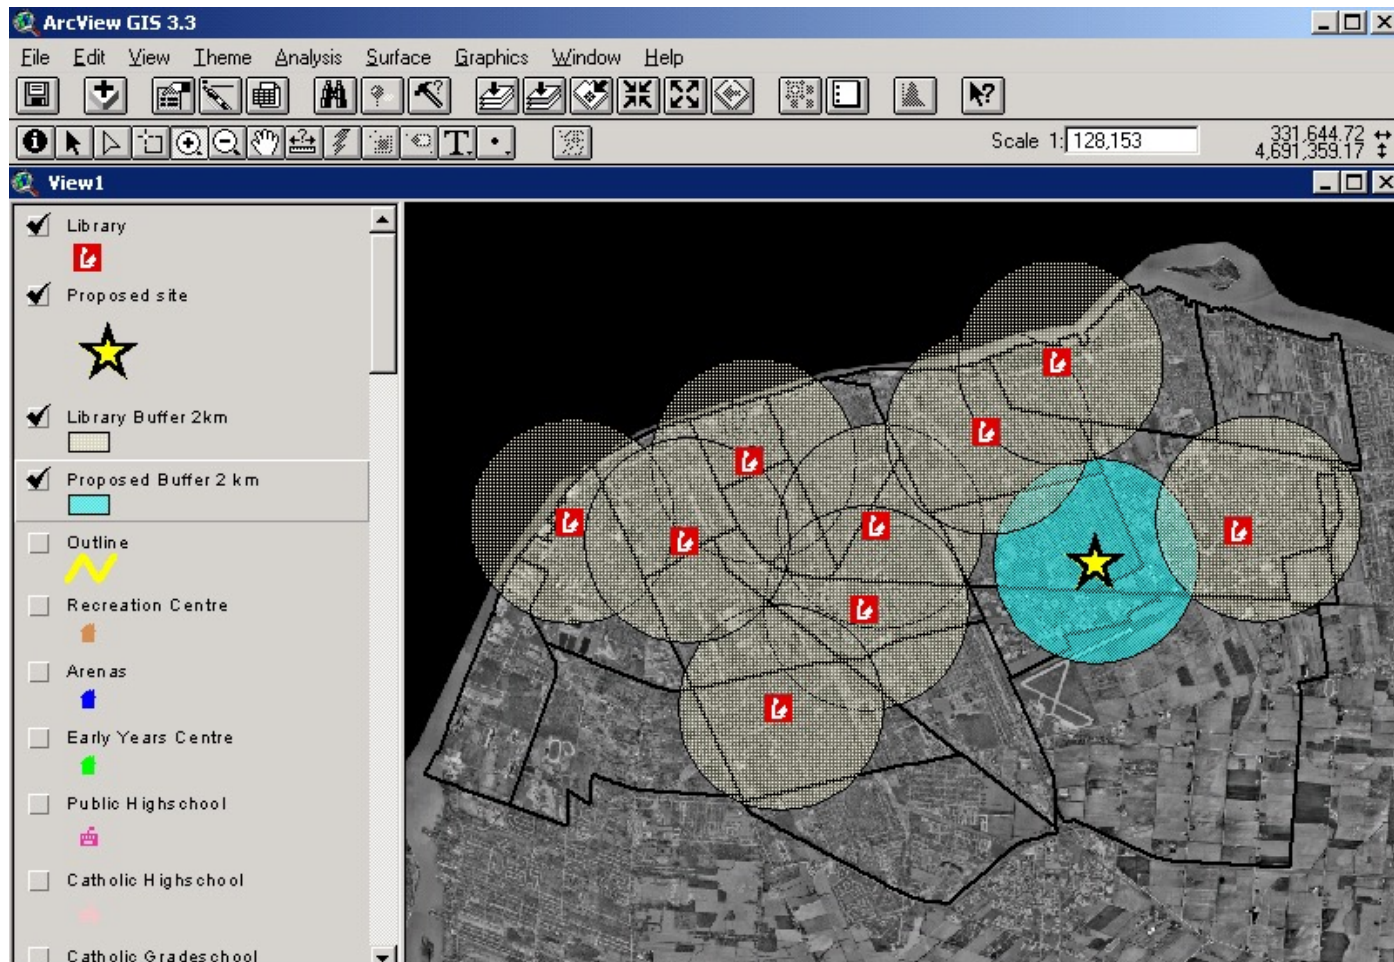 ArcView GIS 3.3
File Edit View Theme Analysis Surface Graphics Window Help
Scale 1: 128,153
331,644.72
4,691,359.17
View1
Library
Proposed site
Library Buffer 2km
Proposed Buffer 2 km
Outline
Recreation Centre
Arenas
Early Years Centre
Public Highschool
Catholic Highschool
Catholic Gradeschool